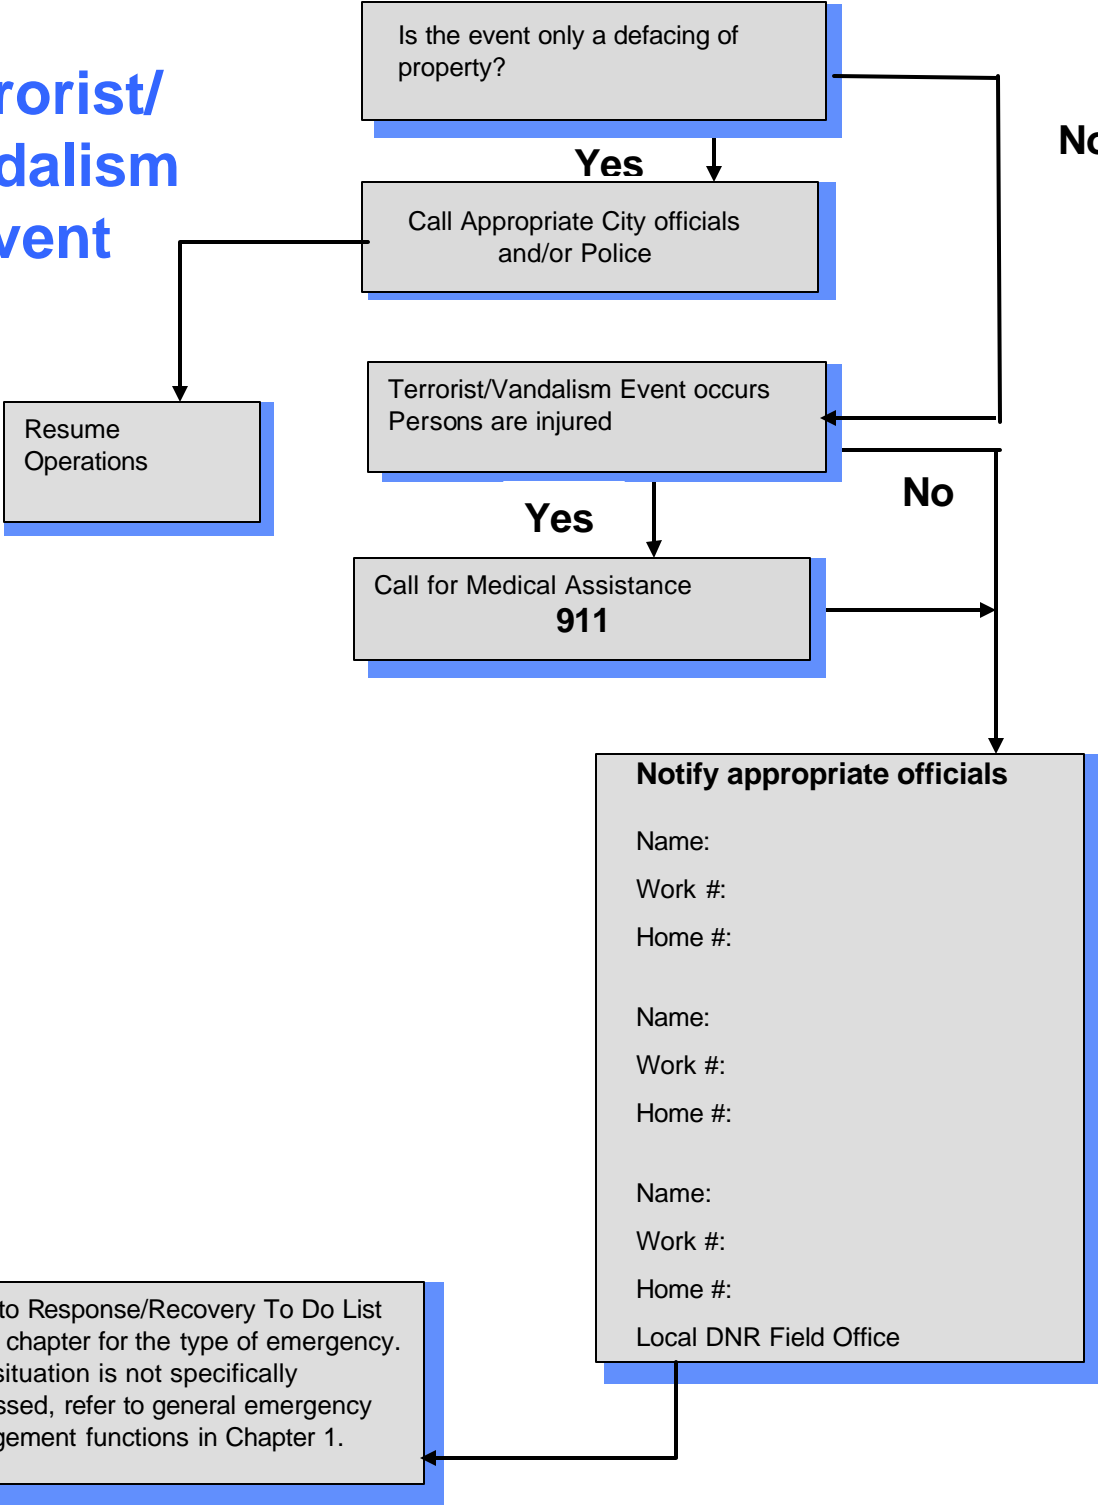 Is the event only a defacing of
property?
rorist/
dalism
vent
No
Yes
Call Appropriate City officials
and/or Police
Terrorist/Vandalism Event occurs
Persons are injured
Resume
Operations
No
Yes
Call for Medical Assistance
911
Notify appropriate officials
Name:
Work #:
Home #:
Name:
Work #:
Home #:
Name:
Work #:
Home #:
Local DNR Field Office
to Response/Recovery To Do List
chapter for the type of emergency.
situation is not specifically
ssed, refer to general emergency
gement functions in Chapter 1.